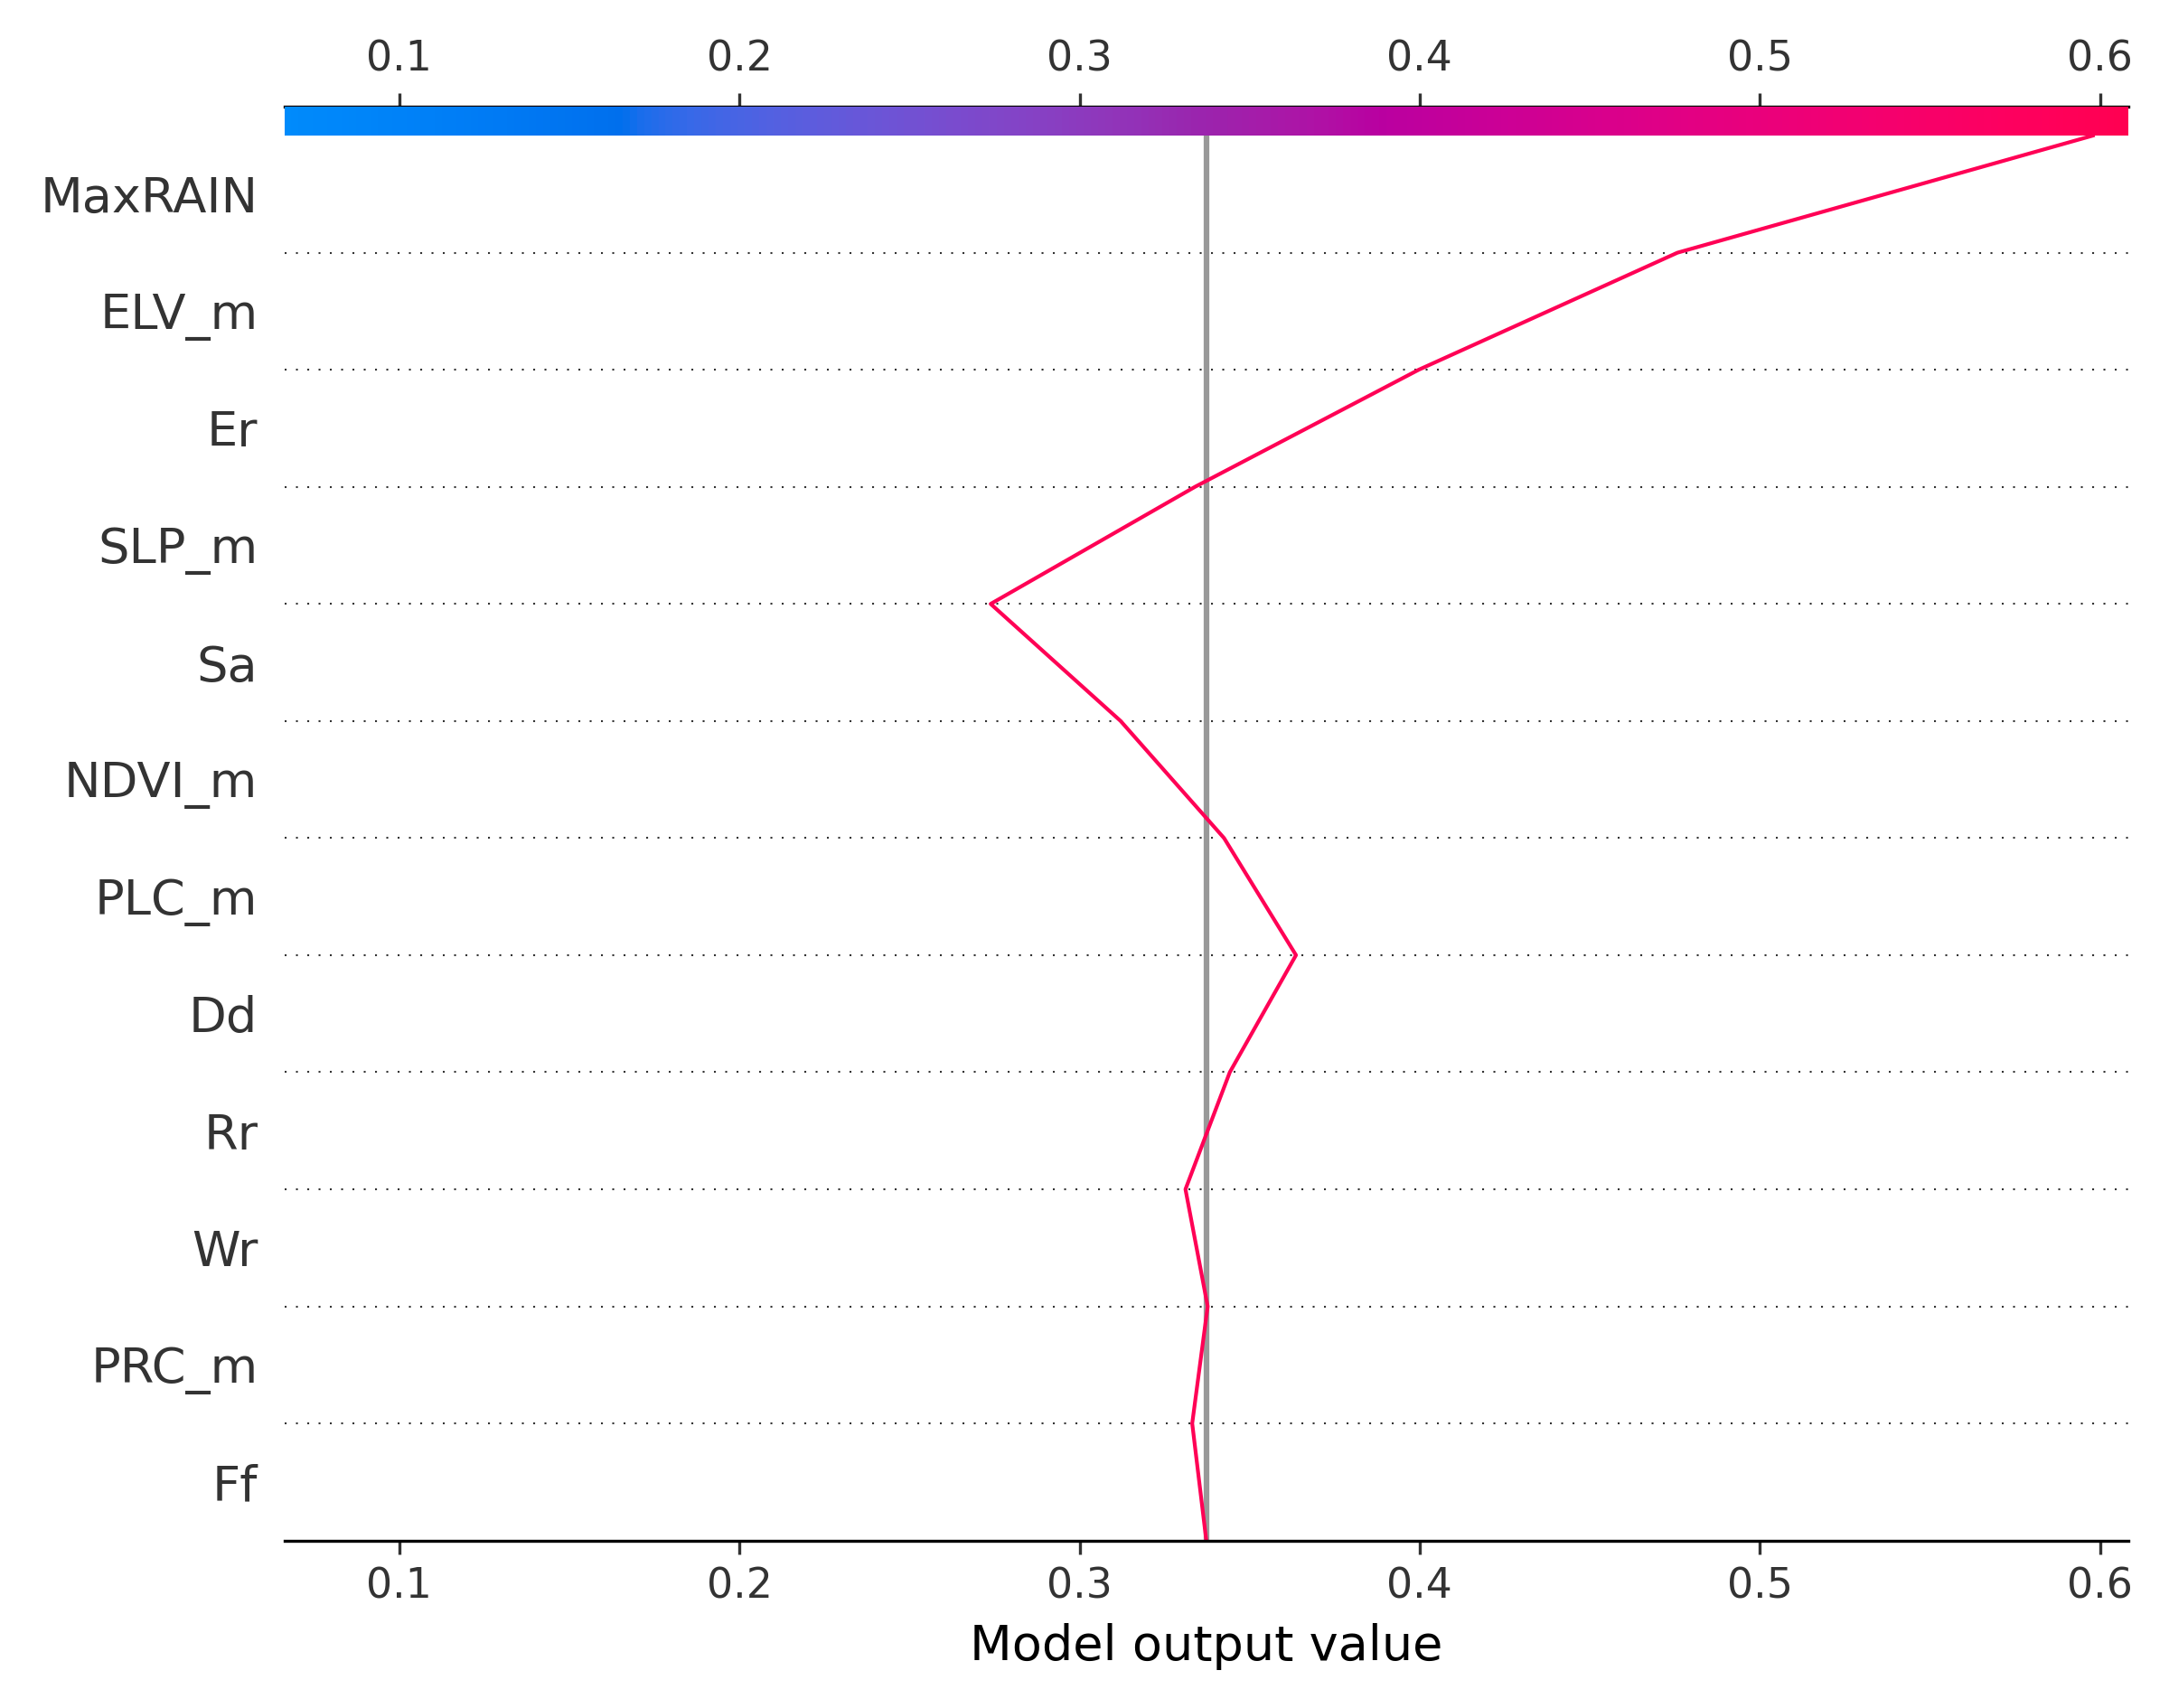 0.1 0.2 0.3 0.4 0.5 0.6
MaxRAIN
ELV_m
Er
SLP_m
Sa
NDVI_m
PLC_m
Dd
Rr
Wr
PRC_m
Ff
0.1 0.2 0.3 0.4 0.5 0.6
Model output value